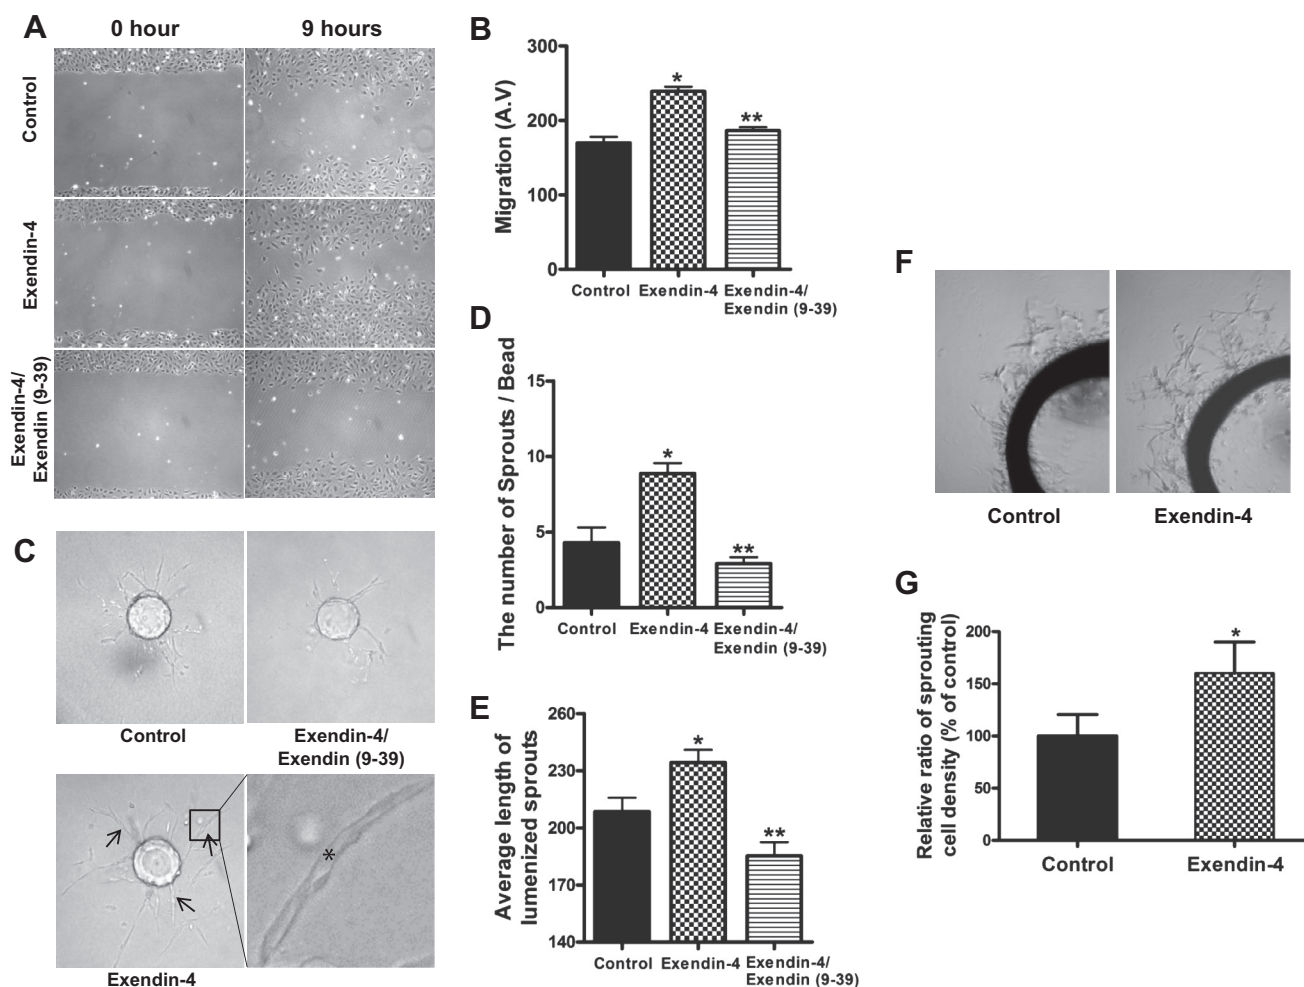 A
0 hour
9 hours
Control
Exendin-4
Exendin-4/
Exendin (9-39)
B
Migration (A.V)
300
200
100
0
*
**
Control
Exendin-4
Exendin-4/
Exendin (9-39)
C
Control
Exendin-4/
Exendin (9-39)
*
Exendin-4
D
The number of Sprouts / Bead
15
10
5
0
*
**
Control
Exendin-4
Exendin-4/
Exendin (9-39)
E
Average length of
lumenized sprouts
260
230
200
170
140
*
**
Control
Exendin-4
Exendin-4/
Exendin (9-39)
F
Control
Exendin-4
G
Relative ratio of sprouting
cell density (% of control)
200
150
100
50
0
*
Control
Exendin-4